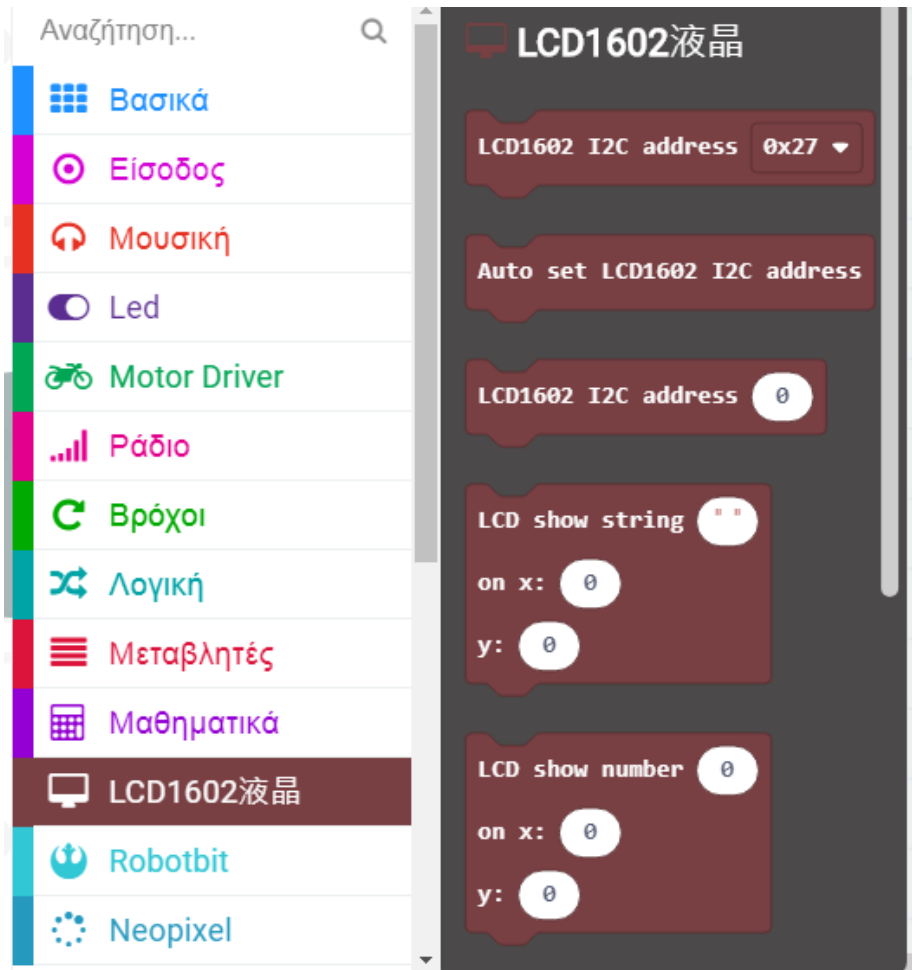 Αναζήτηση...
Βασικά
Είσοδος
Μουσική
Led
Motor Driver
Ράδιο
Βρόχοι
Λογική
Μεταβλητές
Μαθηματικά
LCD1602液晶
Robotbit
Neopixel
LCD1602液晶
LCD1602 I2C address 0x27
Auto set LCD1602 I2C address
LCD1602 I2C address 0
LCD show string " "
on x: 0
y: 0
LCD show number 0
on x: 0
y: 0